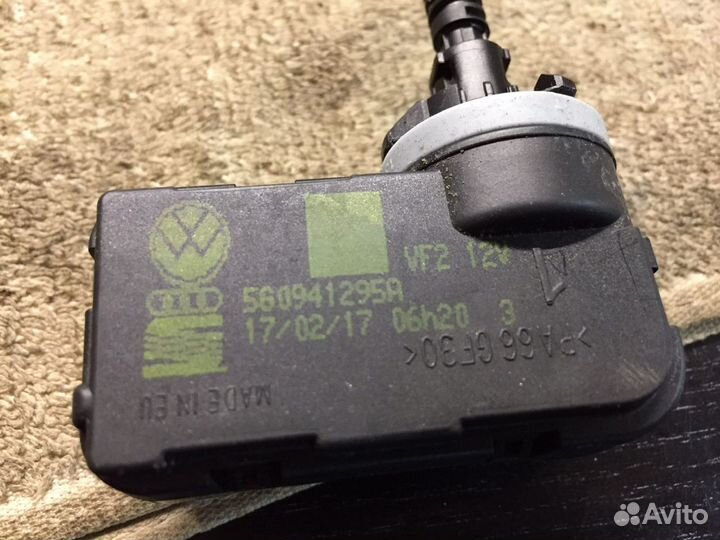 VF2 12V
5G0941295A
17/02/17 06h20 3
>PA66 GF30<
MADE IN EU
Avito